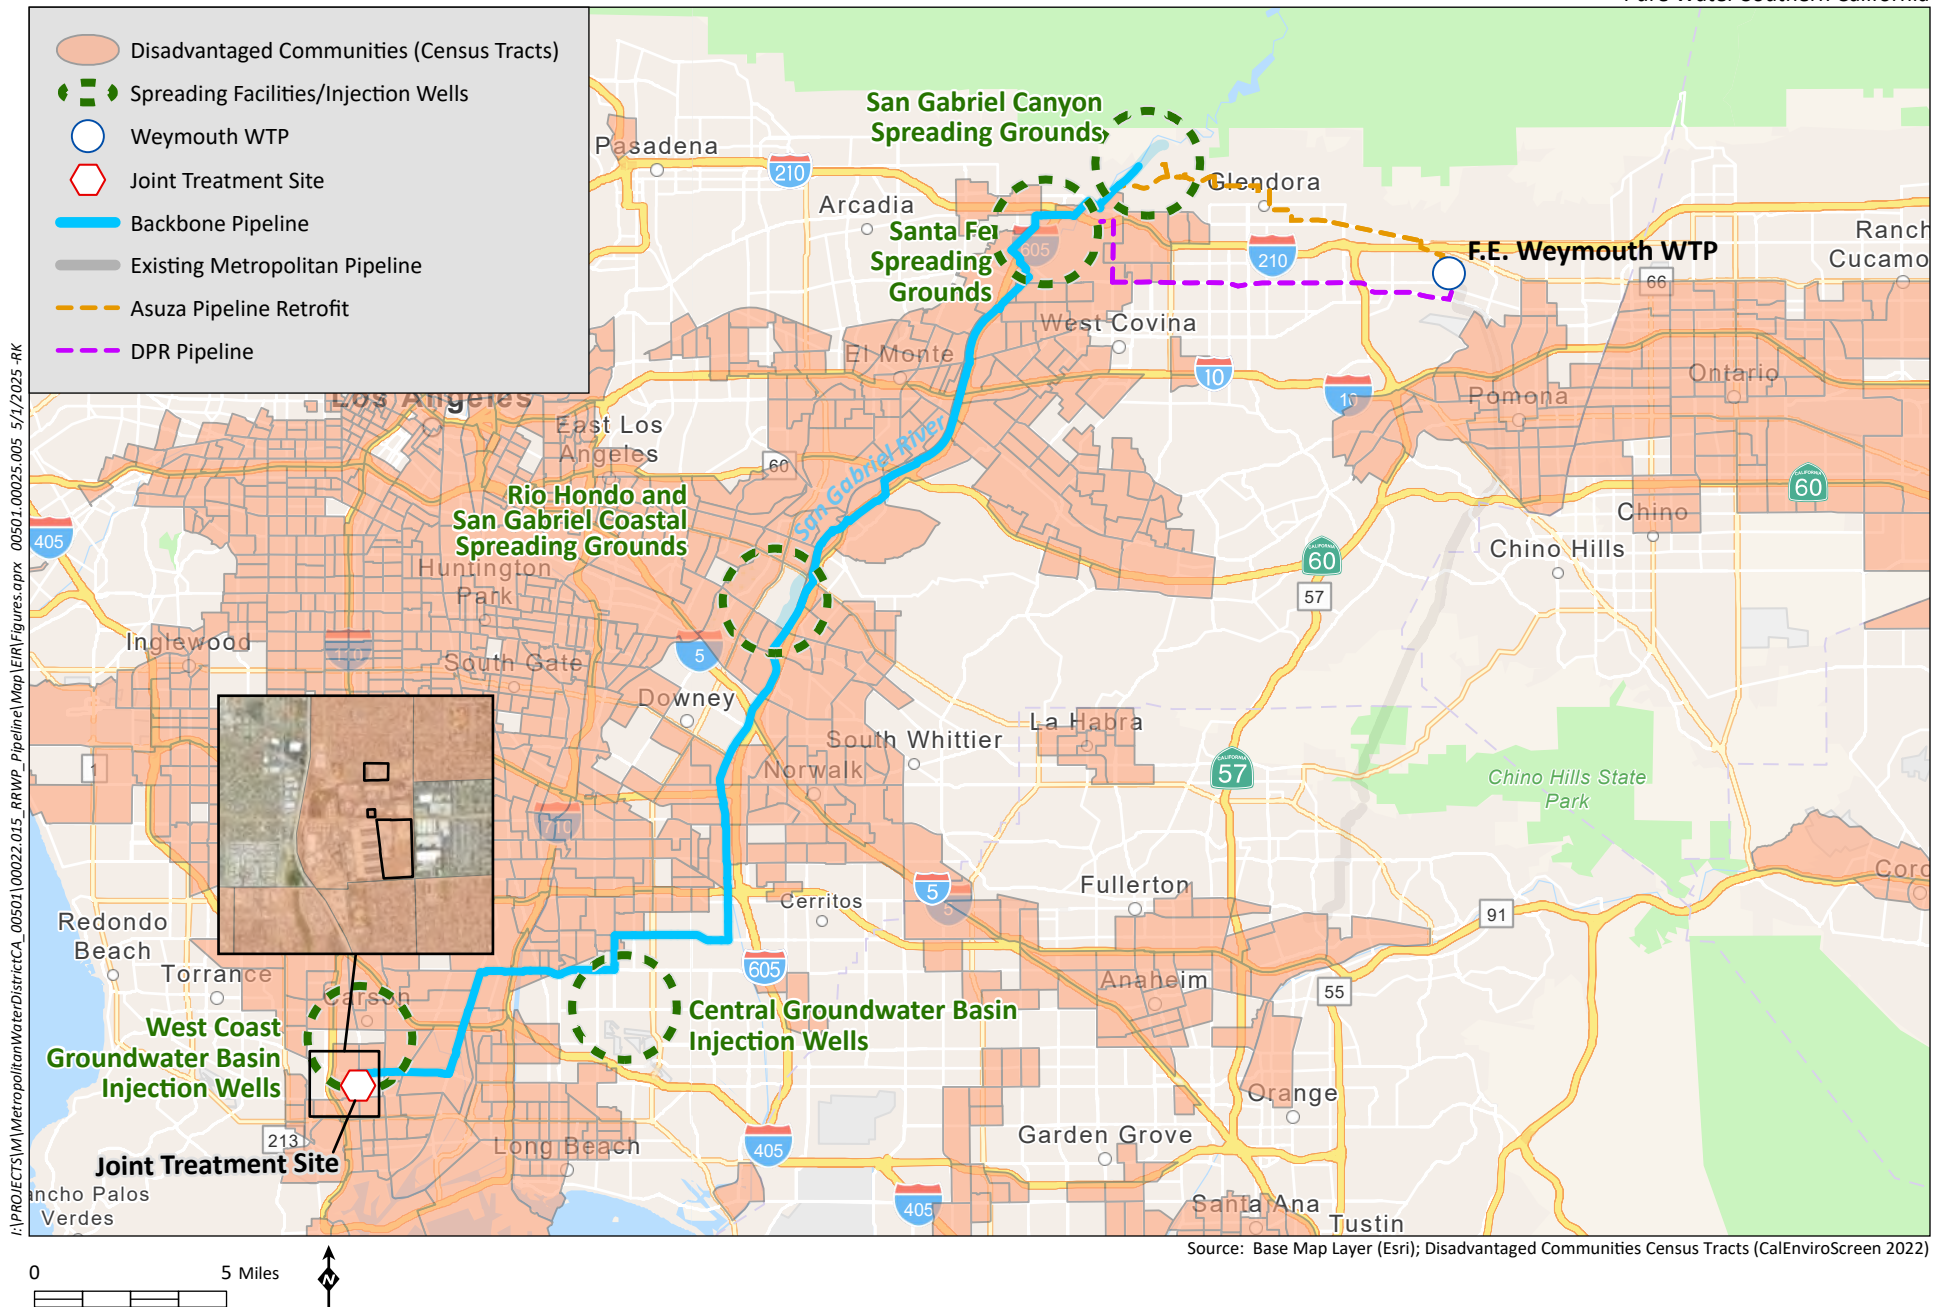 Pure Water Southern California
Disadvantaged Communities (Census Tracts)
Spreading Facilities/Injection Wells
Weymouth WTP
Joint Treatment Site
Backbone Pipeline
Existing Metropolitan Pipeline
Asuza Pipeline Retrofit
DPR Pipeline
San Gabriel Canyon
Spreading Grounds
Pasadena
210
Arcadia
Glendora
Santa Fe
Spreading
Grounds
605
210
F.E. Weymouth WTP
Ranch
Cucamo
66
West Covina
El Monte
10
10
Pomona
Ontario
Los Angeles
East Los
Angeles
60
San Gabriel River
60
Rio Hondo and
San Gabriel Coastal
Spreading Grounds
405
Chino
Chino Hills
CALIFORNIA
60
57
Huntington
Park
Inglewood
110
South Gate
5
Downey
La Habra
South Whittier
Norwalk
CALIFORNIA
57
Chino Hills State
Park
1
710
Coro
5
5
Fullerton
Cerritos
91
Redondo
Beach
Torrance
Carson
605
Anaheim
55
West Coast
Groundwater Basin
Injection Wells
Central Groundwater Basin
Injection Wells
Orange
213
Long Beach
405
Garden Grove
Joint Treatment Site
ancho Palos
Verdes
405
Santa Ana
Tustin
I:\PROJECTS\M\MetropolitanWaterDistrictCA_00501\00022.015_RRWP_Pipeline\Map\EIR\Figures.aprx 00501.00025.005 5/1/2025 -RK
Source: Base Map Layer (Esri); Disadvantaged Communities Census Tracts (CalEnviroScreen 2022)
0 5 Miles
N